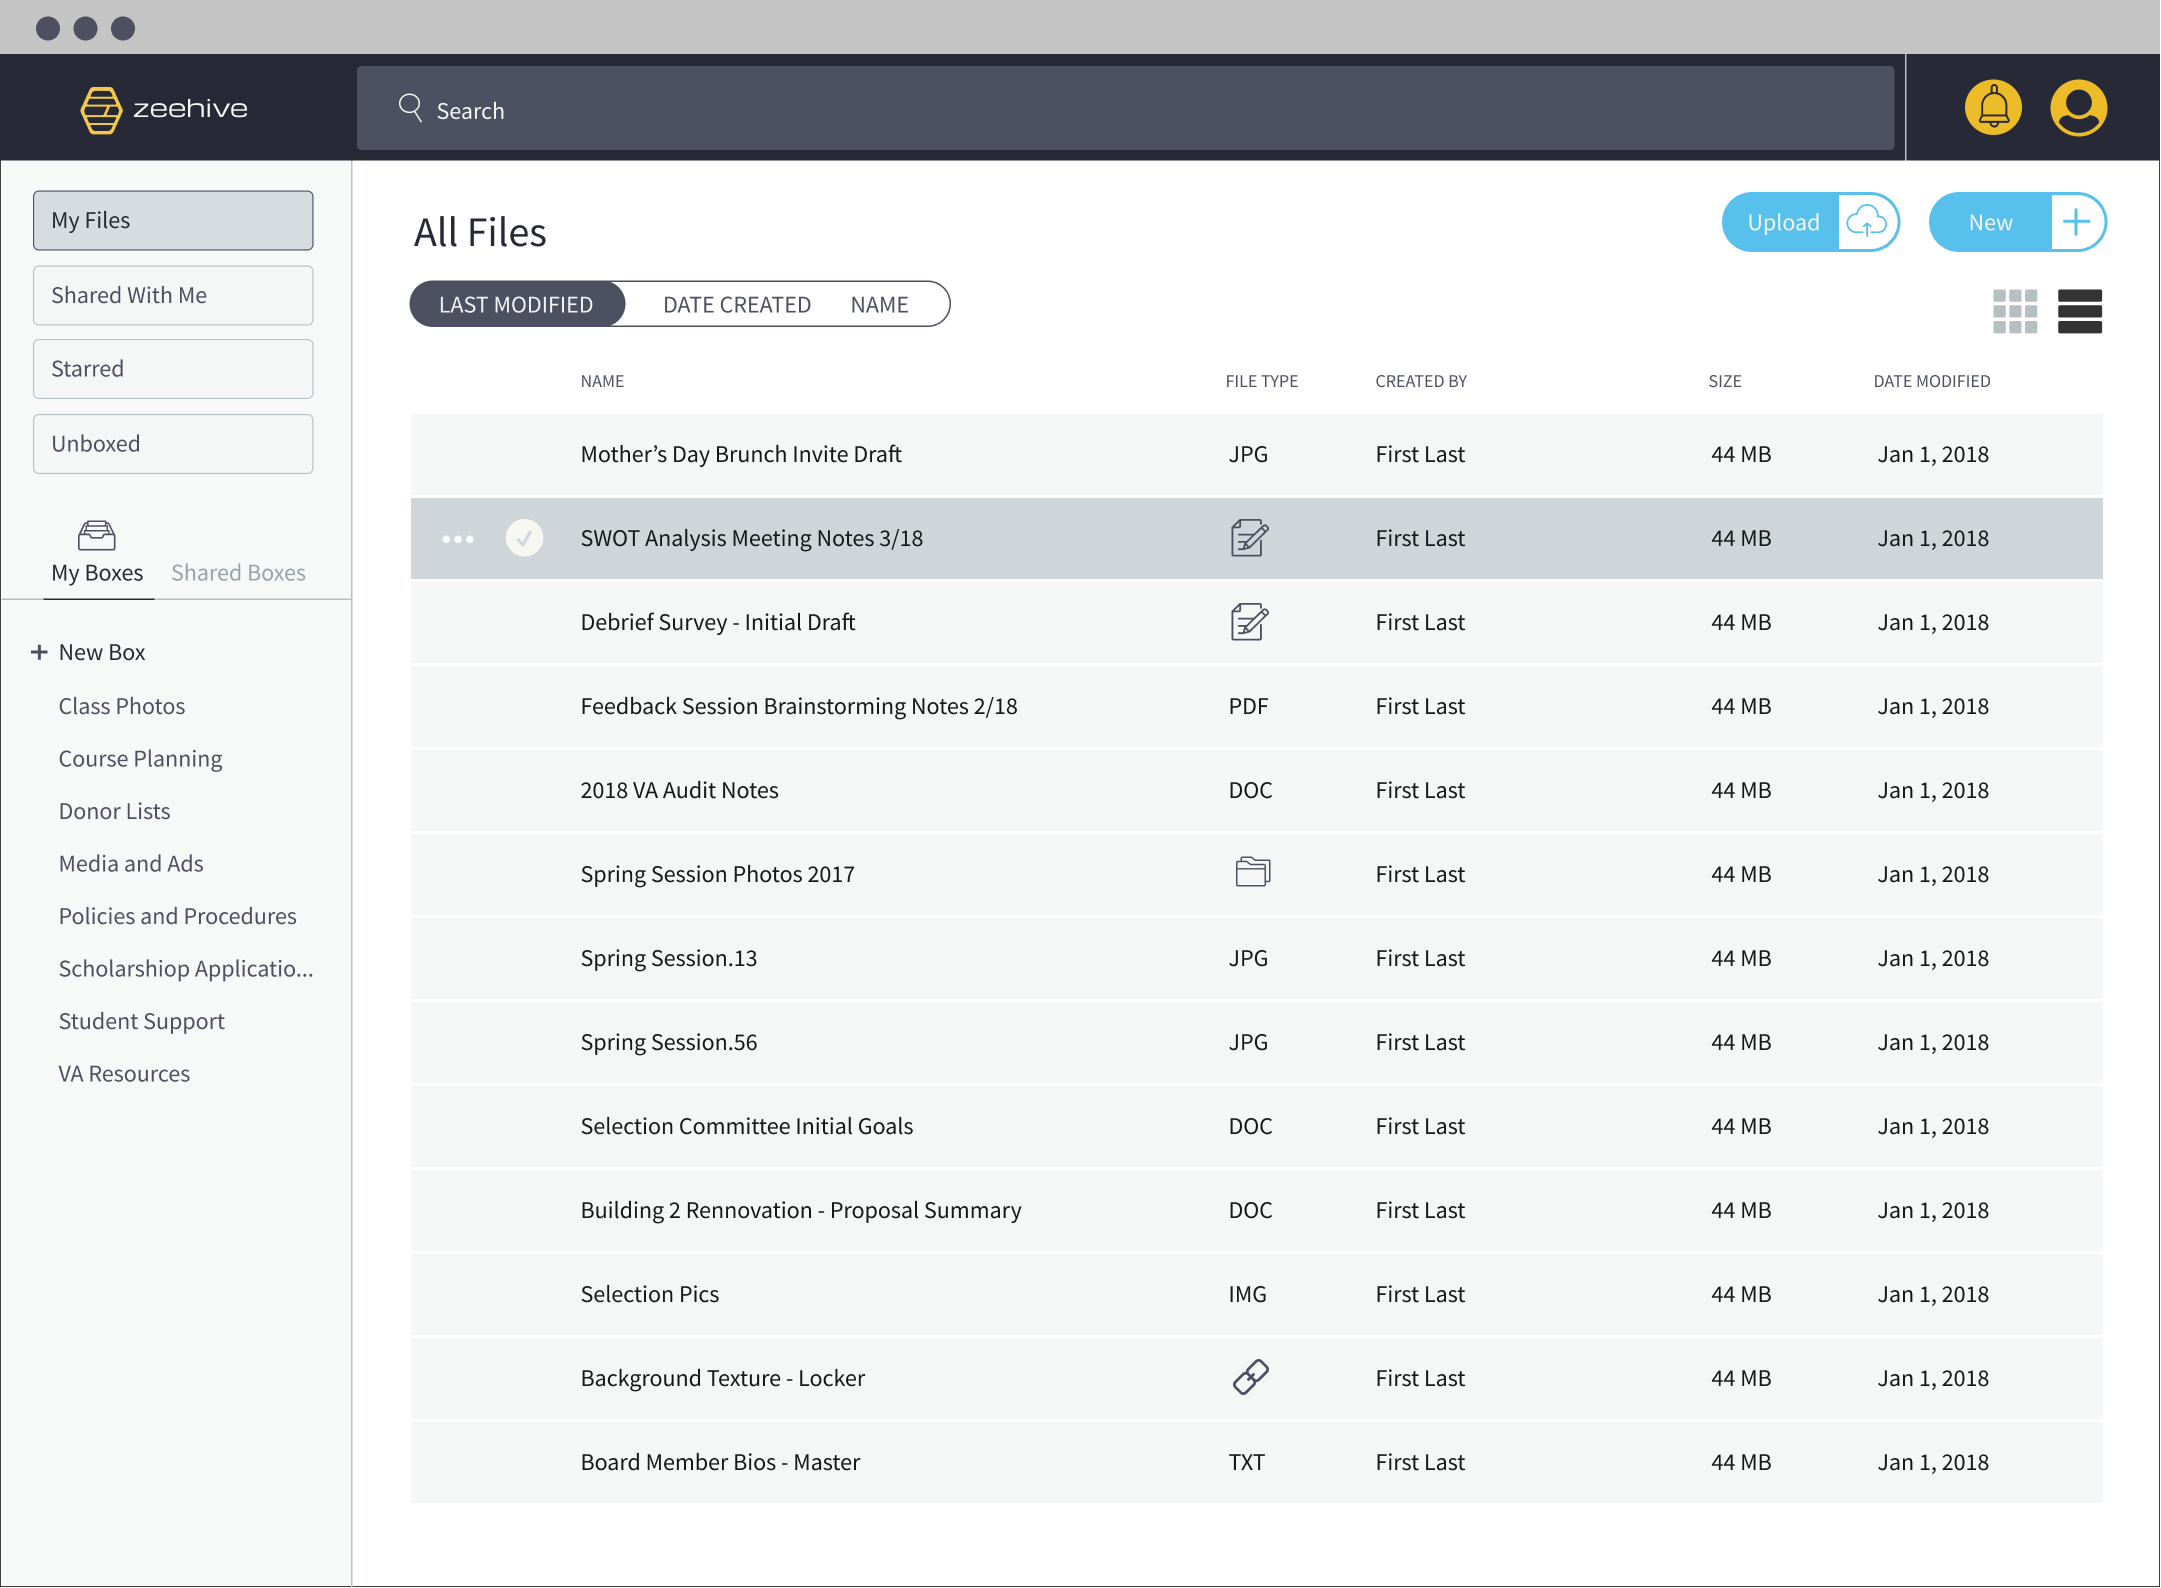 zeehive
Search
My Files
Shared With Me
Starred
Unboxed
My Boxes Shared Boxes
+ New Box
Class Photos
Course Planning
Donor Lists
Media and Ads
Policies and Procedures
Scholarshiop Applicatio...
Student Support
VA Resources
All Files
Upload New
LAST MODIFIED DATE CREATED NAME
NAME FILE TYPE CREATED BY SIZE DATE MODIFIED
Mother’s Day Brunch Invite Draft JPG First Last 44 MB Jan 1, 2018
SWOT Analysis Meeting Notes 3/18 First Last 44 MB Jan 1, 2018
Debrief Survey - Initial Draft First Last 44 MB Jan 1, 2018
Feedback Session Brainstorming Notes 2/18 PDF First Last 44 MB Jan 1, 2018
2018 VA Audit Notes DOC First Last 44 MB Jan 1, 2018
Spring Session Photos 2017 First Last 44 MB Jan 1, 2018
Spring Session.13 JPG First Last 44 MB Jan 1, 2018
Spring Session.56 JPG First Last 44 MB Jan 1, 2018
Selection Committee Initial Goals DOC First Last 44 MB Jan 1, 2018
Building 2 Rennovation - Proposal Summary DOC First Last 44 MB Jan 1, 2018
Selection Pics IMG First Last 44 MB Jan 1, 2018
Background Texture - Locker First Last 44 MB Jan 1, 2018
Board Member Bios - Master TXT First Last 44 MB Jan 1, 2018